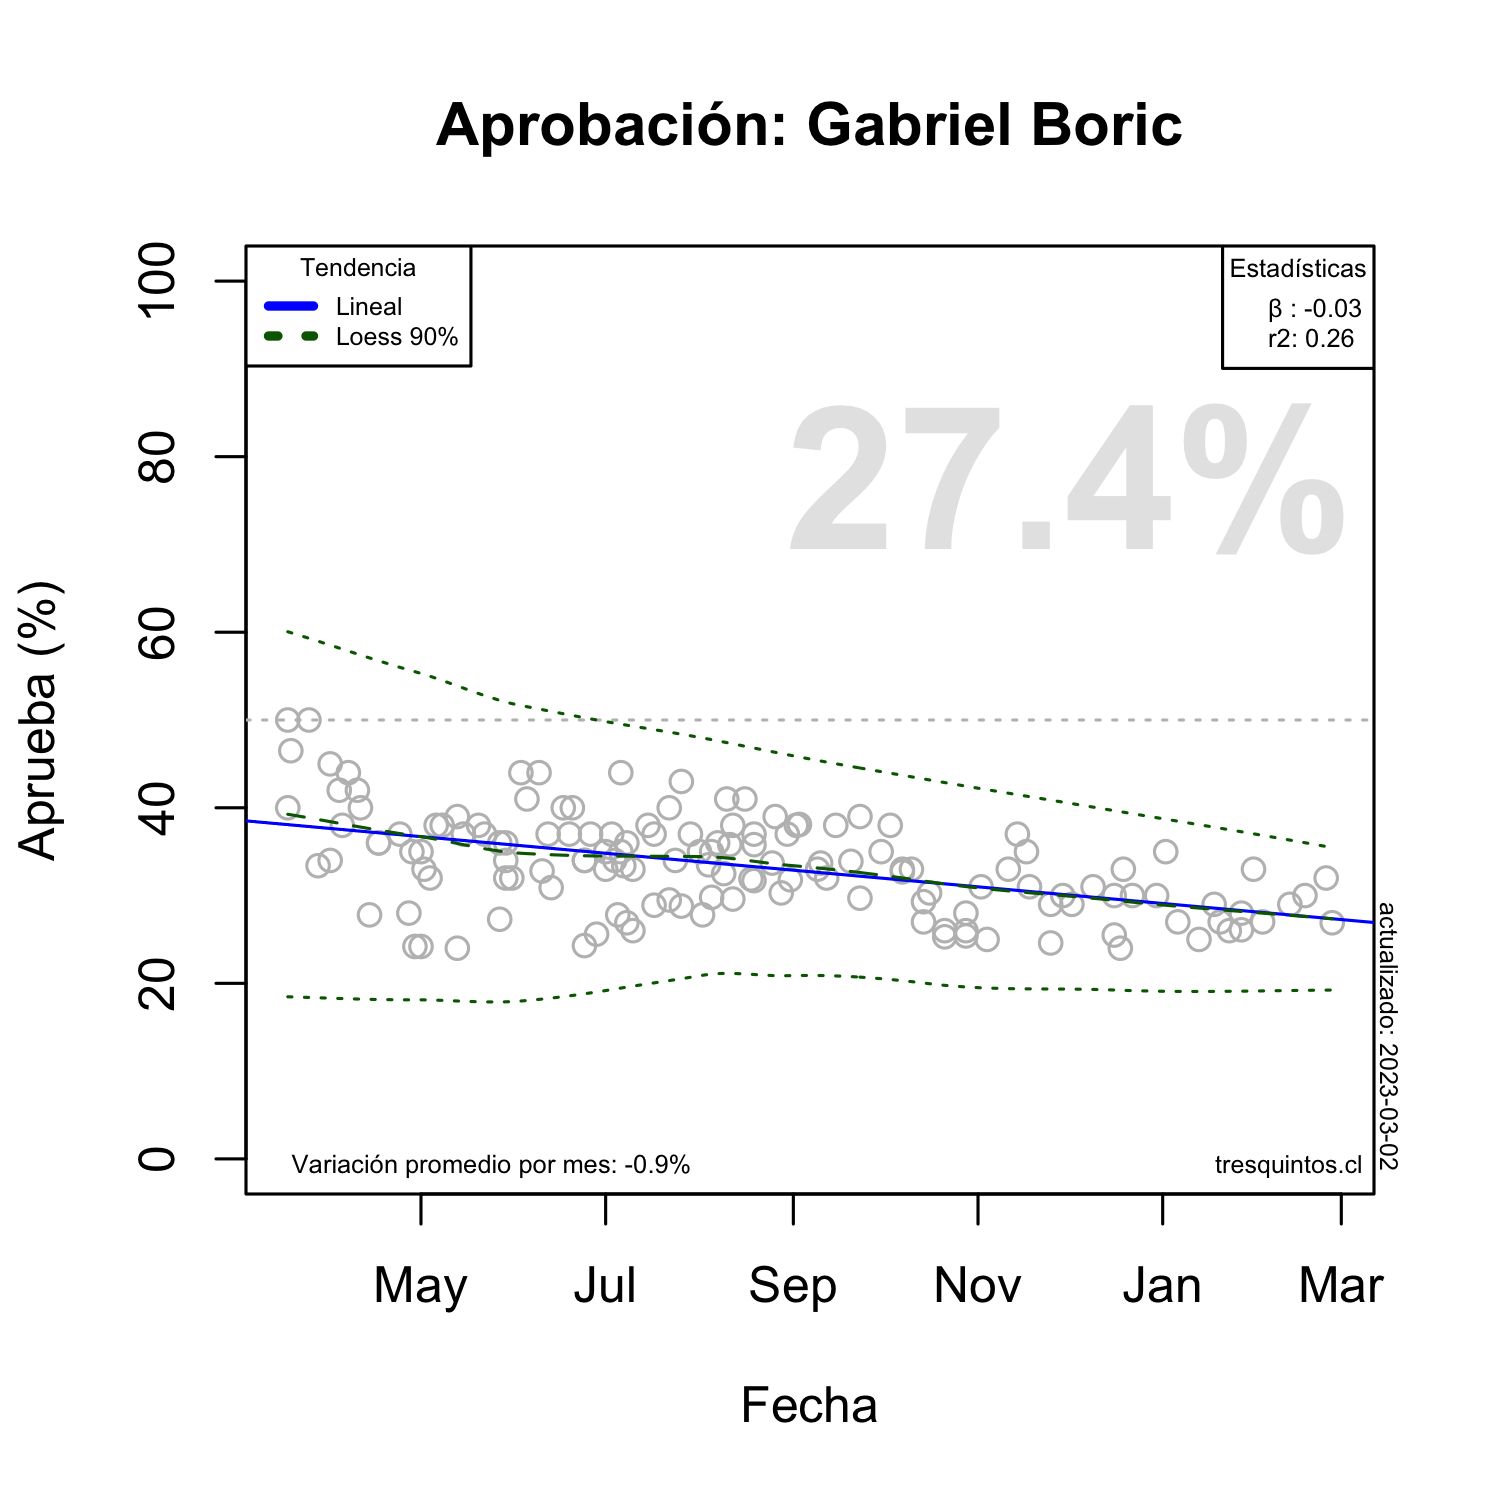 Aprobación: Gabriel Boric
Tendencia
Lineal
Loess 90%
Estadísticas
β : -0.03
r2: 0.26
27.4%
Aprueba (%)
100
80
60
40
20
0
Variación promedio por mes: -0.9%
tresquintos.cl
actualizado: 2023-03-02
May
Jul
Sep
Nov
Jan
Mar
Fecha